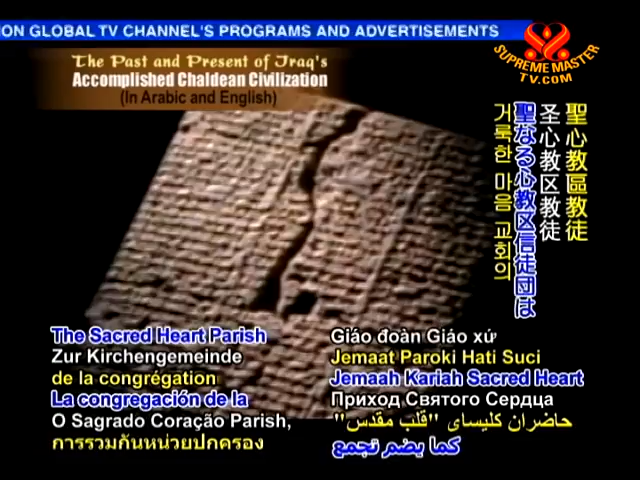 ON GLOBAL TV CHANNEL'S PROGRAMS AND ADVERTISEMENTS
SUPREME MASTER
TV.COM
The Past and Present of Iraq's
Accomplished Chaldean Civilization
(In Arabic and English)
聖心教區教徒
圣心教区教徒
聖なる心教区信徒団は
거룩한 마음 교회의
The Sacred Heart Parish
Zur Kirchengemeinde
de la congrégation
La congregación de la
O Sagrado Coração Parish,
การรวมกันหน่วยปกครอง
Giáo đoàn Giáo xứ
Jemaat Paroki Hati Suci
Jemaah Kariah Sacred Heart
Приход Святого Сердца
حاضران کلیسای "قلب مقدس"
كما يضم تجمع